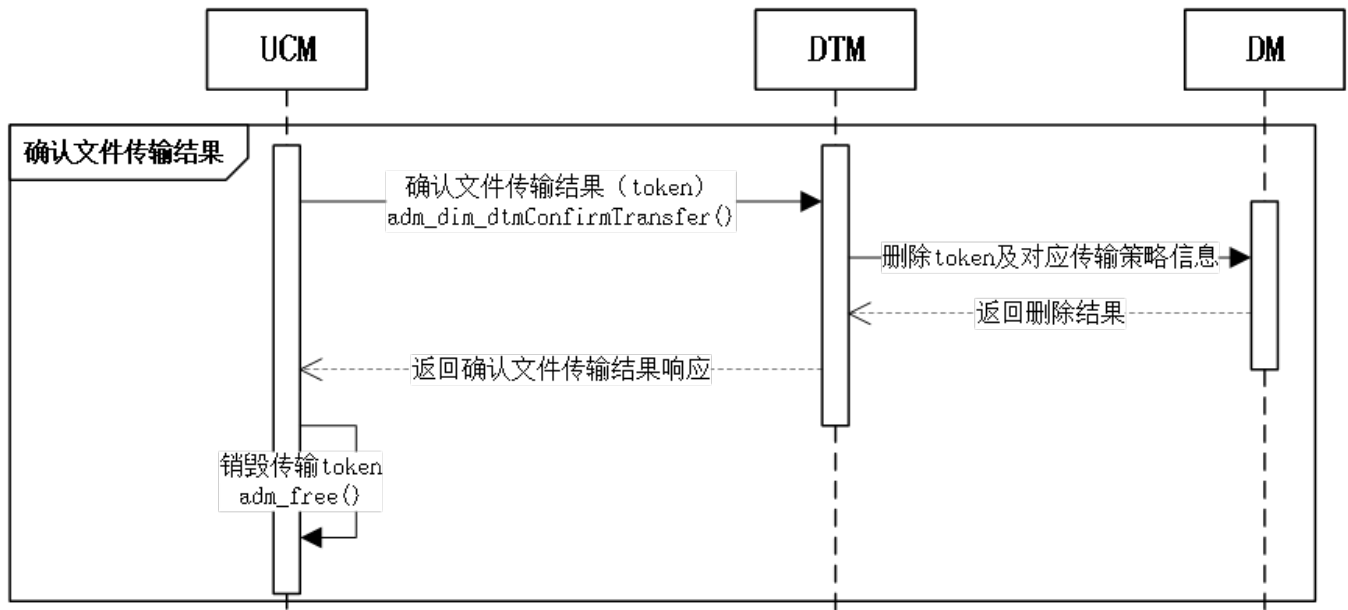 UCM
DTM
DM
确认文件传输结果
确认文件传输结果（token）
adm_dim_dtmConfirmTransfer()
删除token及对应传输策略信息
返回删除结果
返回确认文件传输结果响应
销毁传输token
adm_free()